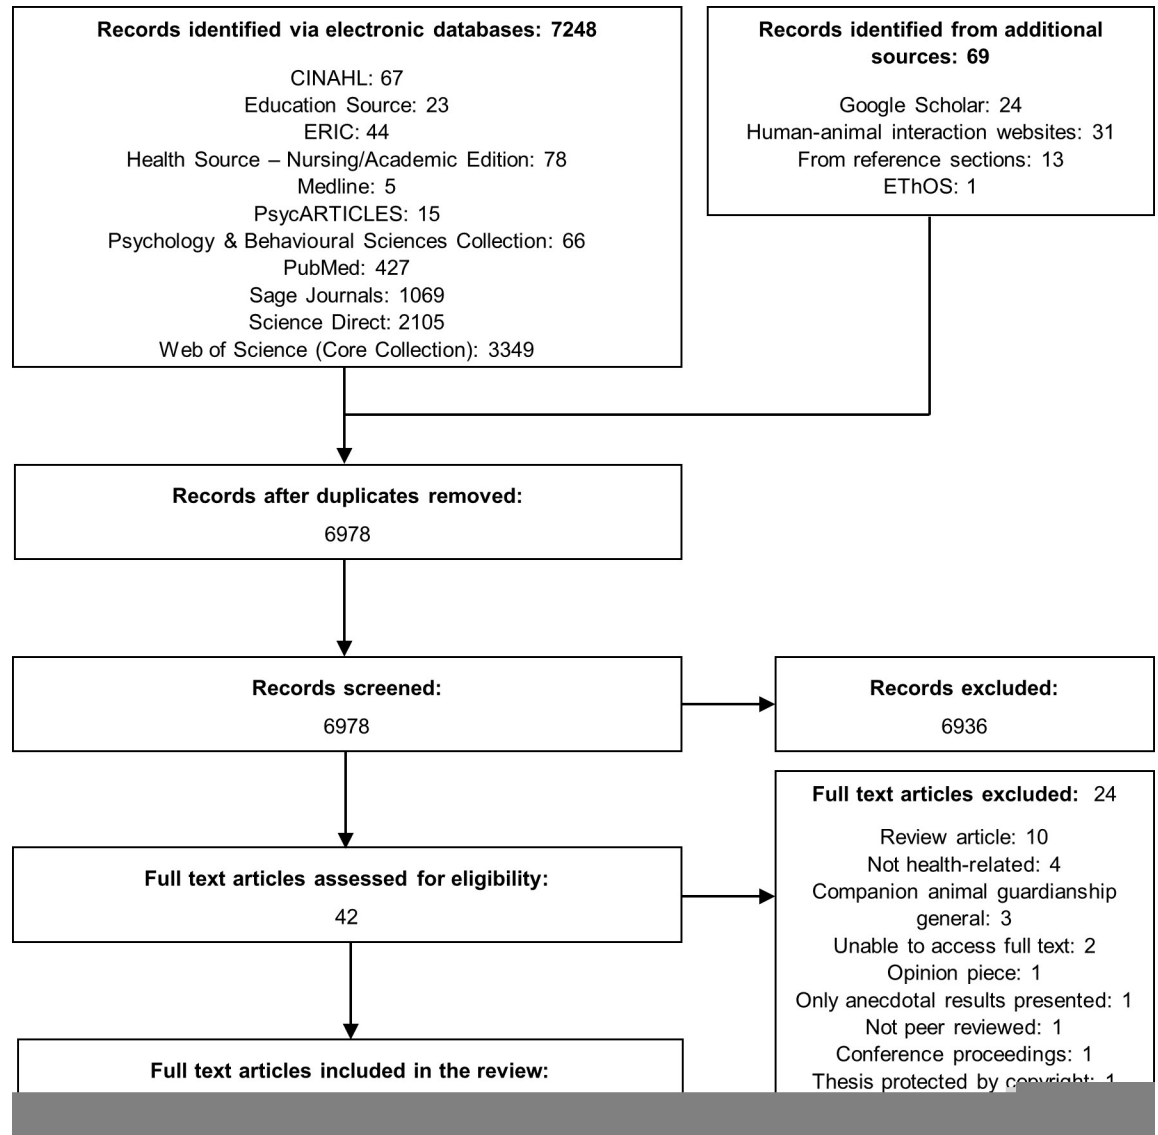 Records identified via electronic databases: 7248
CINAHL: 67
Education Source: 23
ERIC: 44
Health Source – Nursing/Academic Edition: 78
Medline: 5
PsycARTICLES: 15
Psychology & Behavioural Sciences Collection: 66
PubMed: 427
Sage Journals: 1069
Science Direct: 2105
Web of Science (Core Collection): 3349
Records identified from additional
sources: 69
Google Scholar: 24
Human-animal interaction websites: 31
From reference sections: 13
EThOS: 1
Records after duplicates removed:
6978
Records screened:
6978
Records excluded:
6936
Full text articles assessed for eligibility:
42
Full text articles excluded: 24
Review article: 10
Not health-related: 4
Companion animal guardianship
general: 3
Unable to access full text: 2
Opinion piece: 1
Only anecdotal results presented: 1
Not peer reviewed: 1
Conference proceedings: 1
Thesis protected by copyright: 1
Full text articles included in the review: